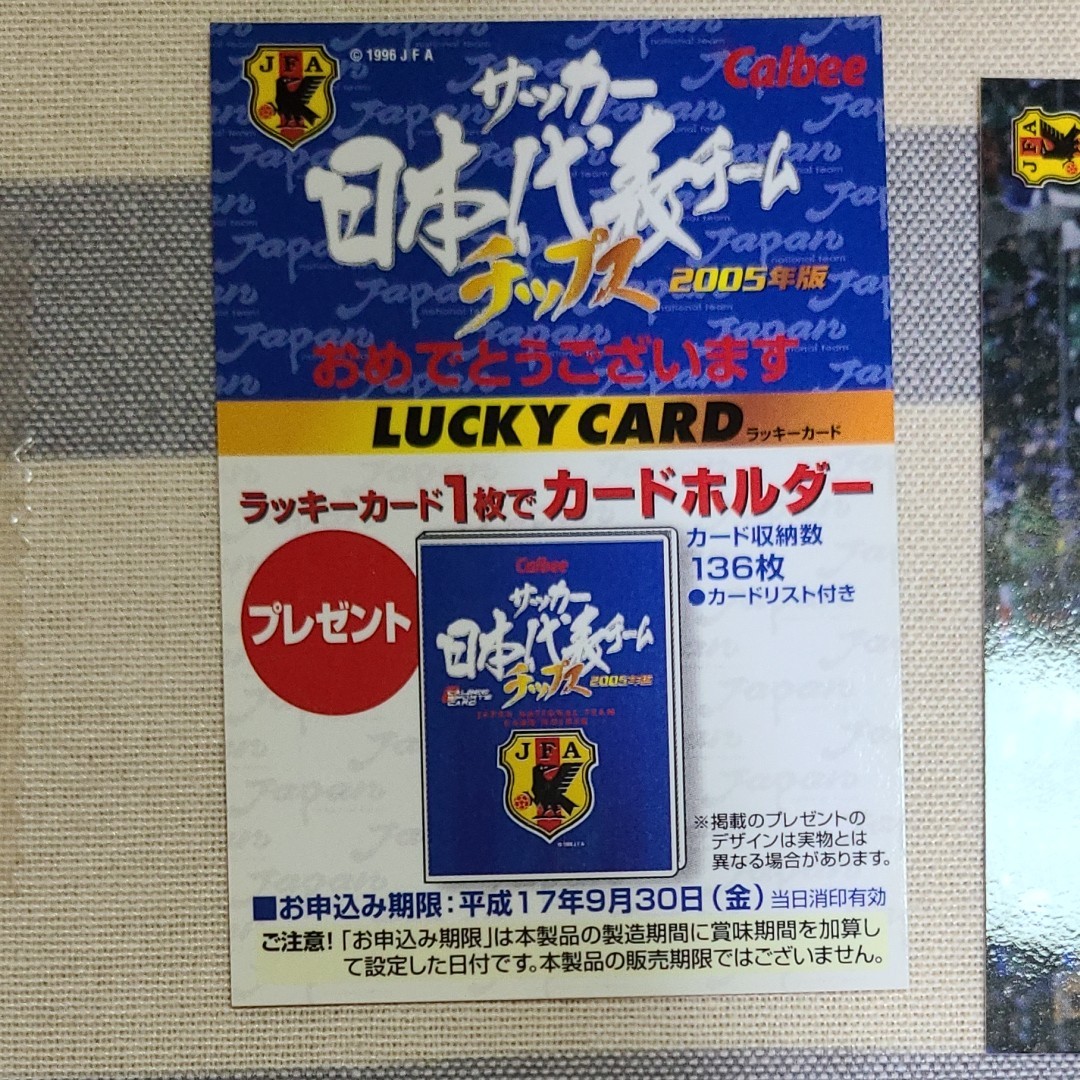 JFA
© 1996 J F A
Calbee
サッカー
日本代表チーム
チップス
2005年版
おめでとうございます
LUCKY CARD
ラッキーカード
ラッキーカード1枚でカードホルダー
プレゼント
カード収納数
136枚
●カードリスト付き
Calbee
サッカー
日本代表チーム
チップス
2005年版
JFA
※掲載のプレゼントの
デザインは実物とは
異なる場合があります。
■お申込み期限:平成17年9月30日(金)当日消印有効
ご注意!「お申込み期限」は本製品の製造期間に賞味期間を加算し
て設定した日付です。本製品の販売期限ではございません。
JFA